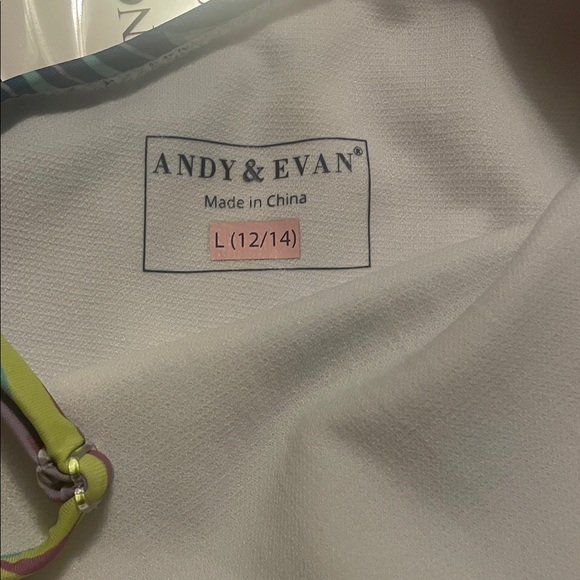 ANDY & EVAN®
Made in China
L (12/14)